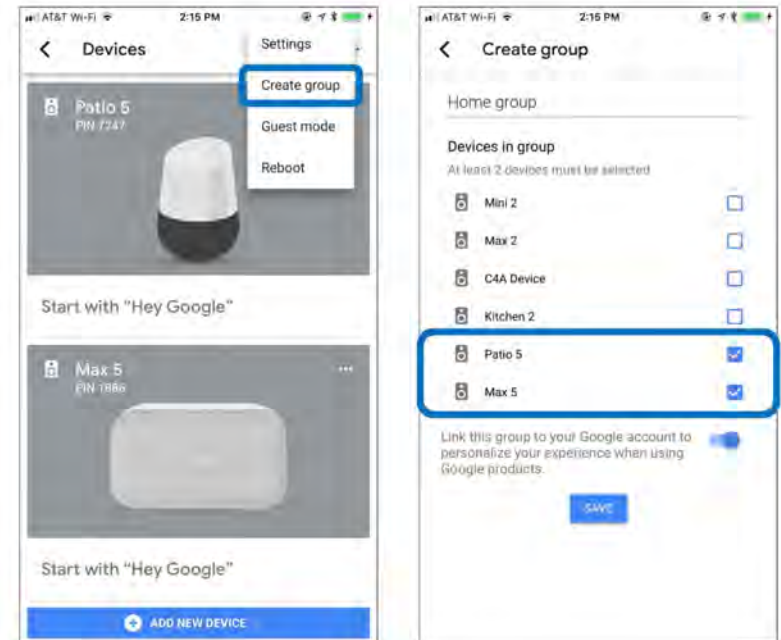 AT&T Wi-Fi 2:15 PM
Devices
Settings
Create group
Guest mode
Reboot
Patio 5
PIN 7247
Start with "Hey Google"
Max 5
PIN 1886
Start with "Hey Google"
ADD NEW DEVICE
AT&T Wi-Fi 2:15 PM
Create group
Home group
Devices in group
At least 2 devices must be selected
Mini 2
Max 2
C4A Device
Kitchen 2
Patio 5
Max 5
Link this group to your Google account to
personalize your experience when using
Google products.
SAVE